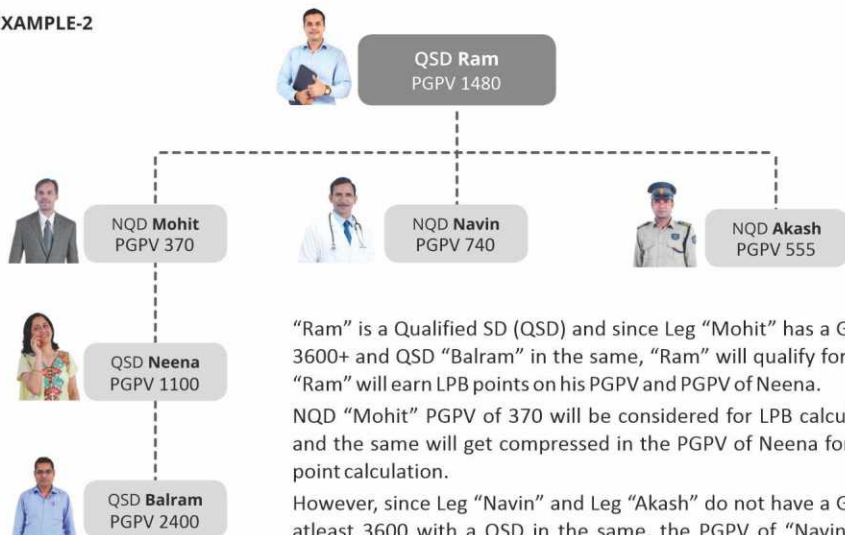 XAMPLE-2
QSD Ram
PGPV 1480
NQD Mohit
PGPV 370
NQD Navin
PGPV 740
NQD Akash
PGPV 555
QSD Neena
PGPV 1100
QSD Balram
PGPV 2400
“Ram” is a Qualified SD (QSD) and since Leg “Mohit” has a G
3600+ and QSD “Balram” in the same, “Ram” will qualify for
“Ram” will earn LPB points on his PGPV and PGPV of Neena.
NQD “Mohit” PGPV of 370 will be considered for LPB calcu
and the same will get compressed in the PGPV of Neena for
point calculation.
However, since Leg “Navin” and Leg “Akash” do not have a G
atleast 3600 with a QSD in the same, the PGPV of “Navin